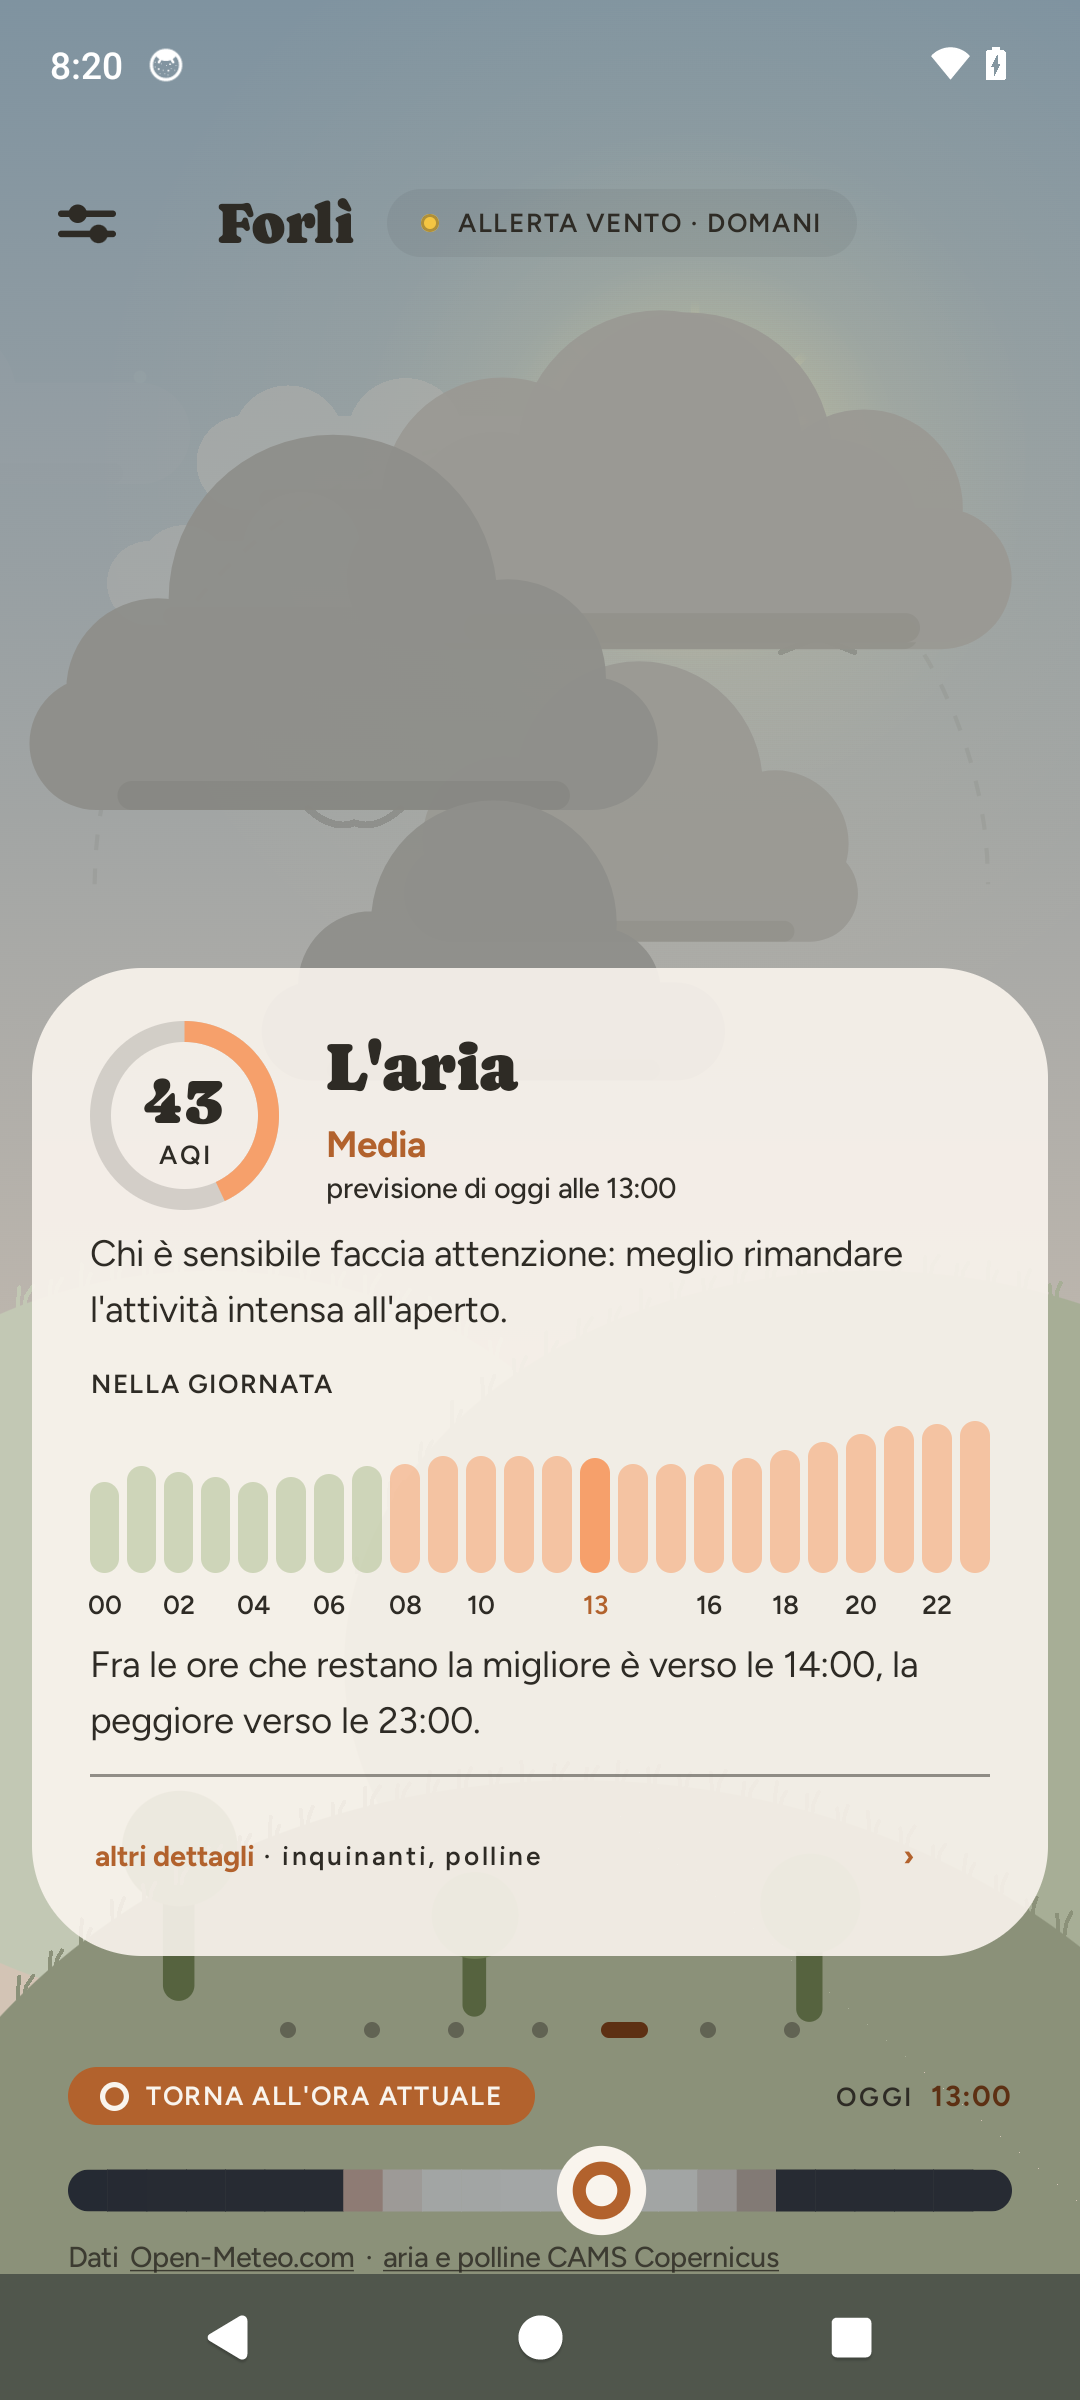 8:20
Forlì
ALLERTA VENTO · DOMANI
43
AQI
L'aria
Media
previsione di oggi alle 13:00
Chi è sensibile faccia attenzione: meglio rimandare
l'attività intensa all'aperto.
NELLA GIORNATA
00 02 04 06 08 10 13 16 18 20 22
Fra le ore che restano la migliore è verso le 14:00, la
peggiore verso le 23:00.
altri dettagli · inquinanti, polline ›
TORNA ALL'ORA ATTUALE
OGGI 13:00
Dati Open-Meteo.com · aria e polline CAMS Copernicus